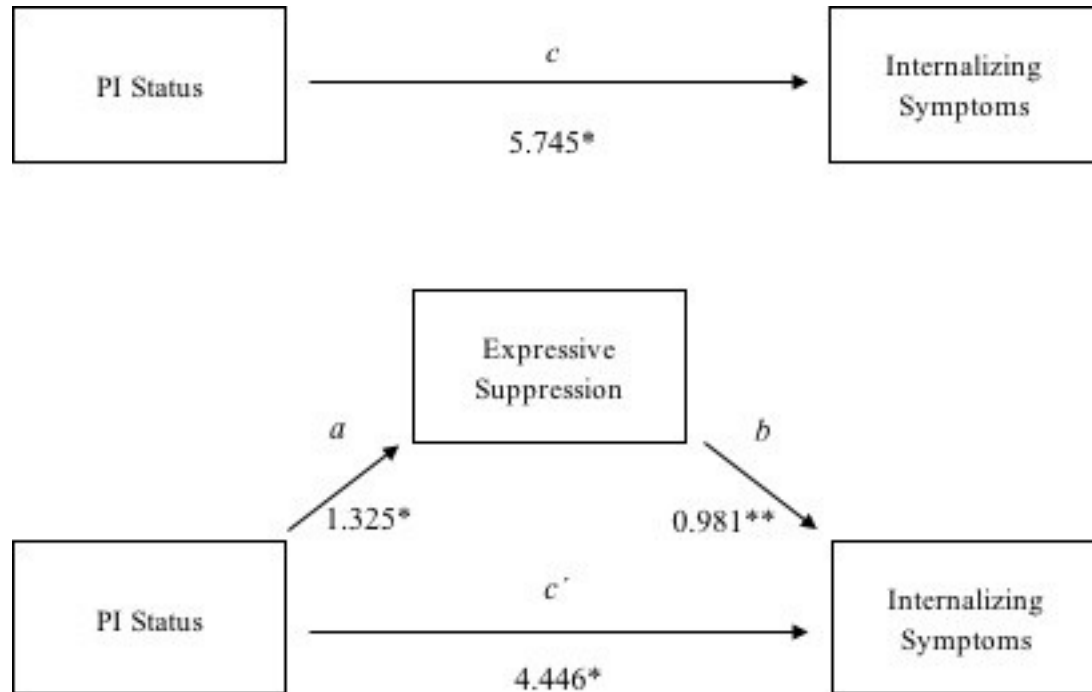 PI Status
c
5.745*
Internalizing
Symptoms
Expressive
Suppression
a
1.325*
b
0.981**
PI Status
c´
4.446*
Internalizing
Symptoms